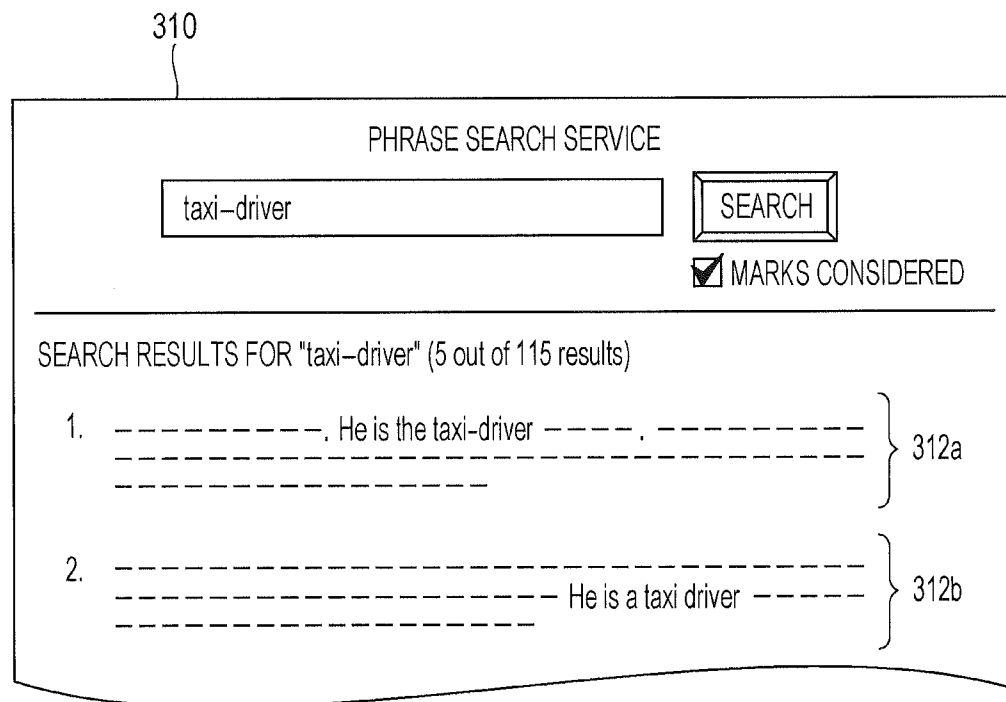 310
PHRASE SEARCH SERVICE
taxi–driver
SEARCH
MARKS CONSIDERED
SEARCH RESULTS FOR "taxi–driver" (5 out of 115 results)
1. . He is the taxi-driver .
312a
2.
He is a taxi driver
312b